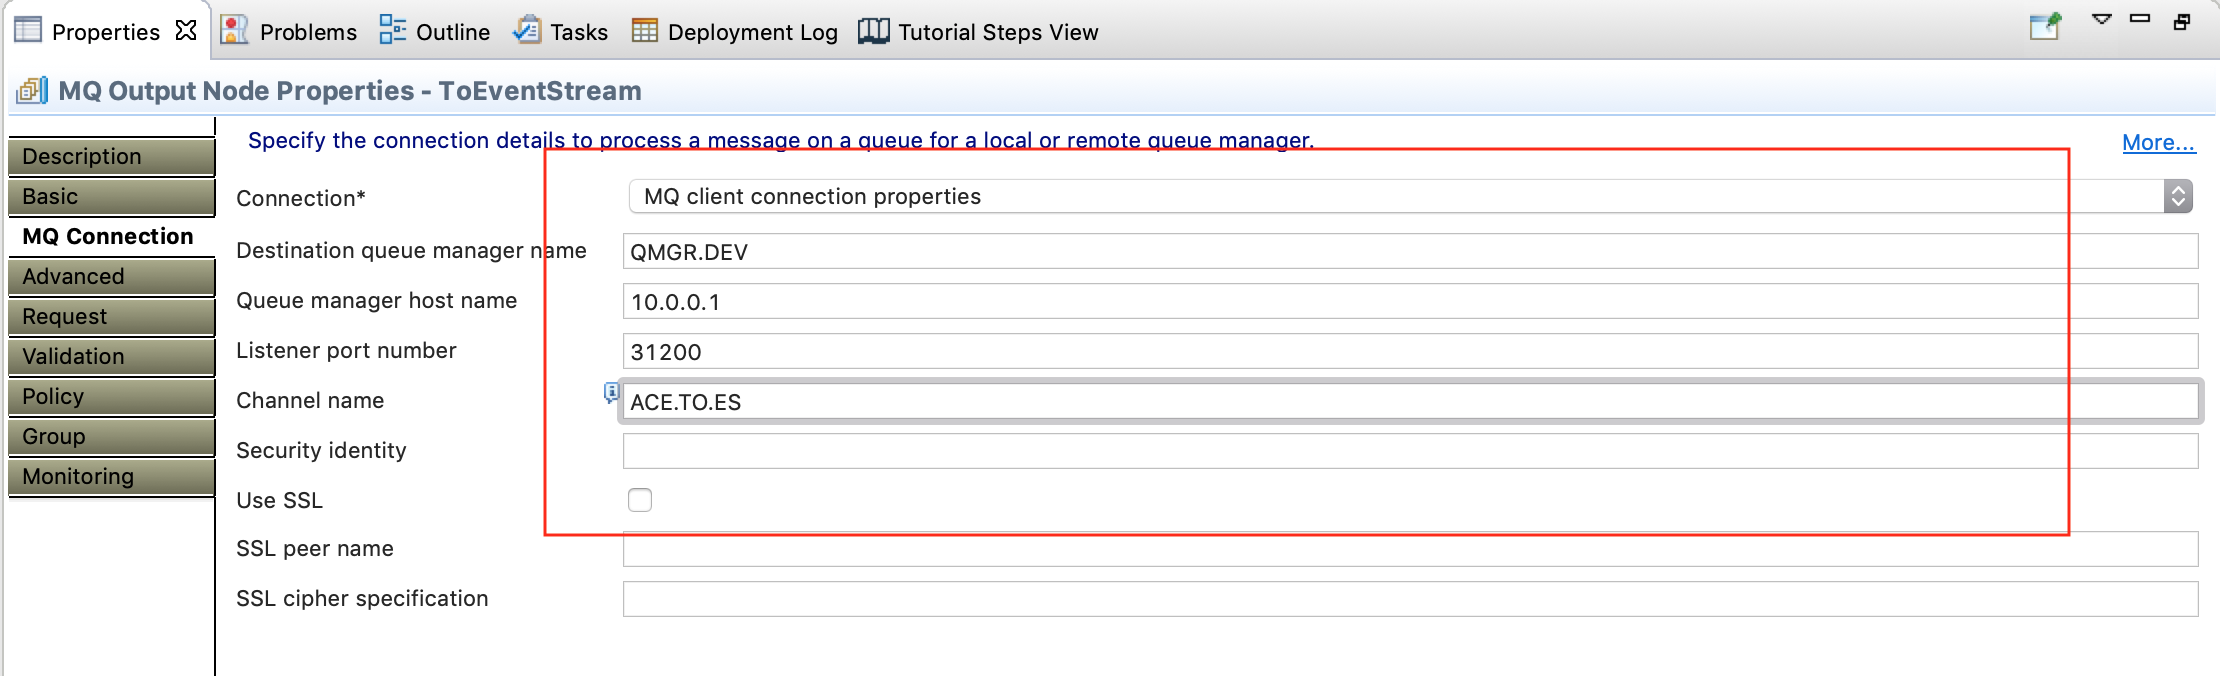 Properties Problems Outline Tasks Deployment Log Tutorial Steps View
MQ Output Node Properties - ToEventStream
Specify the connection details to process a message on a queue for a local or remote queue manager. More...
Description
Basic
MQ Connection
Advanced
Request
Validation
Policy
Group
Monitoring
Connection* MQ client connection properties
Destination queue manager name QMGR.DEV
Queue manager host name 10.0.0.1
Listener port number 31200
Channel name ACE.TO.ES
Security identity
Use SSL
SSL peer name
SSL cipher specification